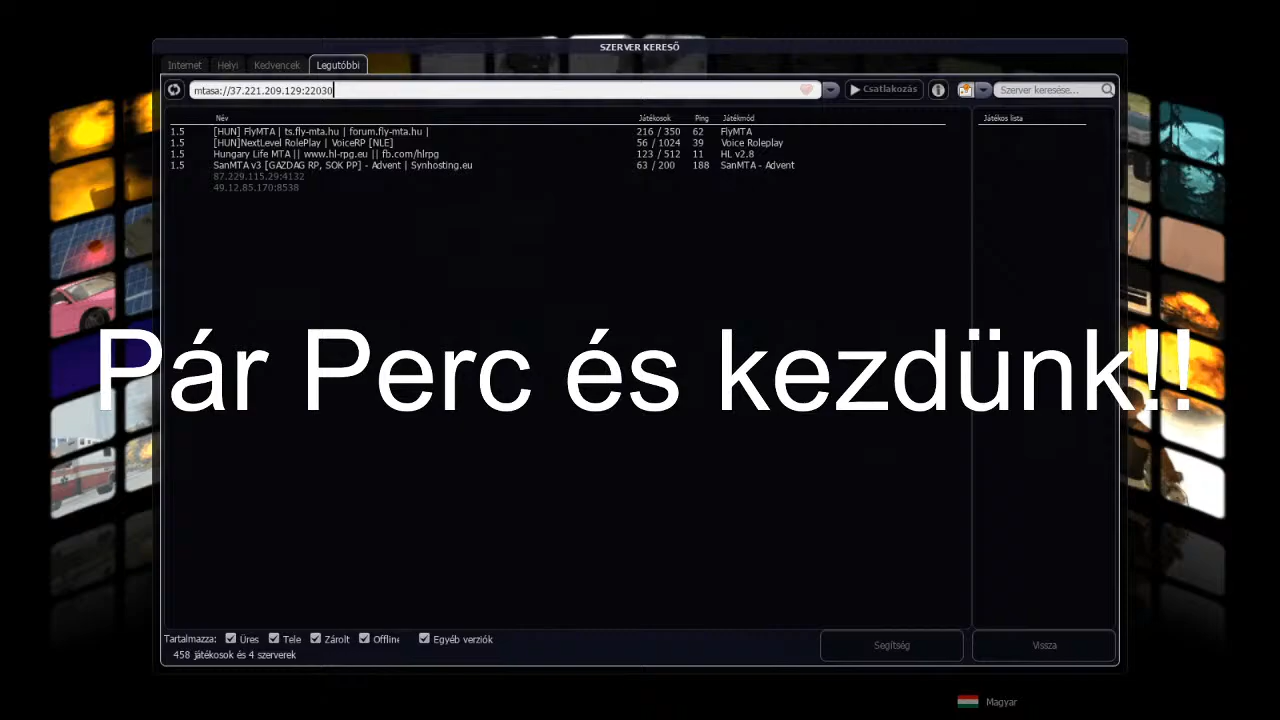 SZERVER KERESŐ
Internet Helyi Kedvencek Legutóbbi
mtasa://37.221.209.129:22030 Csatlakozás Szerver keresése...
Név Játékosok Ping Játékmód Játékos lista
1.5 [HUN] FlyMTA | ts.fly-mta.hu | forum.fly-mta.hu | 216 / 350 62 FlyMTA
1.5 [HUN]NextLevel RolePlay | VoiceRP [NLE] 56 / 1024 39 Voice Roleplay
1.5 Hungary Life MTA || www.hl-rpg.eu || fb.com/hlrpg 123 / 512 11 HL v2.8
1.5 SanMTA v3 [GAZDAG RP, SOK PP] - Advent | Synhosting.eu 63 / 200 188 SanMTA - Advent
87.229.115.29:4132
49.12.85.170:8538
Pár Perc és kezdünk!!
Tartalmazza: Üres Tele Zárolt Offline Egyéb verziók
458 játékosok és 4 szerverek
Segítség Vissza
Magyar